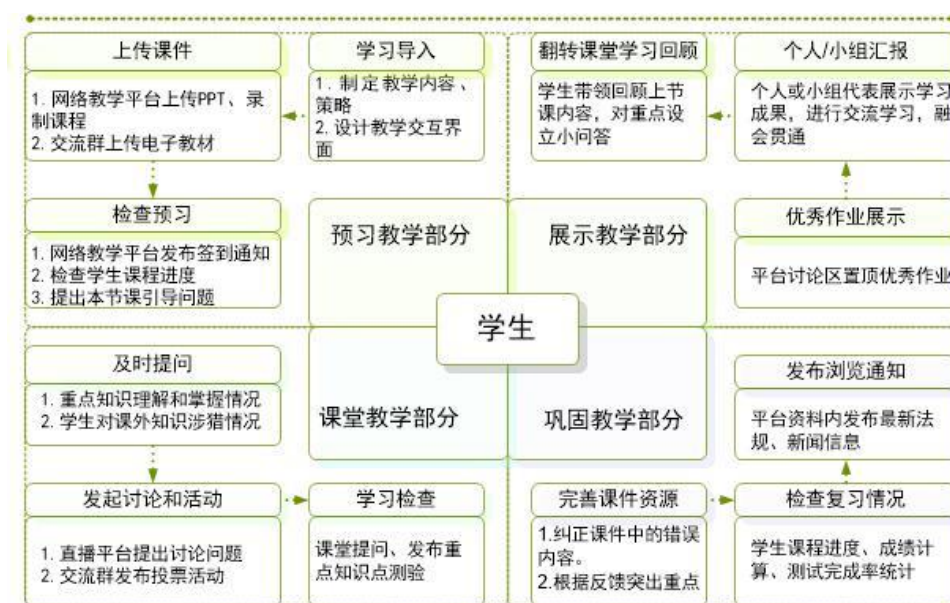 上传课件
1. 网络教学平台上传PPT、录
制课程
2. 交流群上传电子教材
学习导入
1. 制定教学内容、
策略
2. 设计教学交互界
面
翻转课堂学习回顾
学生带领回顾上节
课内容，对重点设
立小问答
个人/小组汇报
个人或小组代表展示学习
成果，进行交流学习，融
会贯通
检查预习
1. 网络教学平台发布签到通知
2. 检查学生课程进度
3. 提出本节课引导问题
预习教学部分
展示教学部分
优秀作业展示
平台讨论区置顶优秀作业
学生
及时提问
1. 重点知识理解和掌握情况
2. 学生对课外知识涉猎情况
课堂教学部分
巩固教学部分
发布浏览通知
平台资料内发布最新法
规、新闻信息
发起讨论和活动
1. 直播平台提出讨论问题
2. 交流群发布投票活动
学习检查
课堂提问、发布重
点知识点测验
完善课件资源
1.纠正课件中的错误
内容。
2.根据反馈突出重点
检查复习情况
学生课程进度、成绩计
算、测试完成率统计